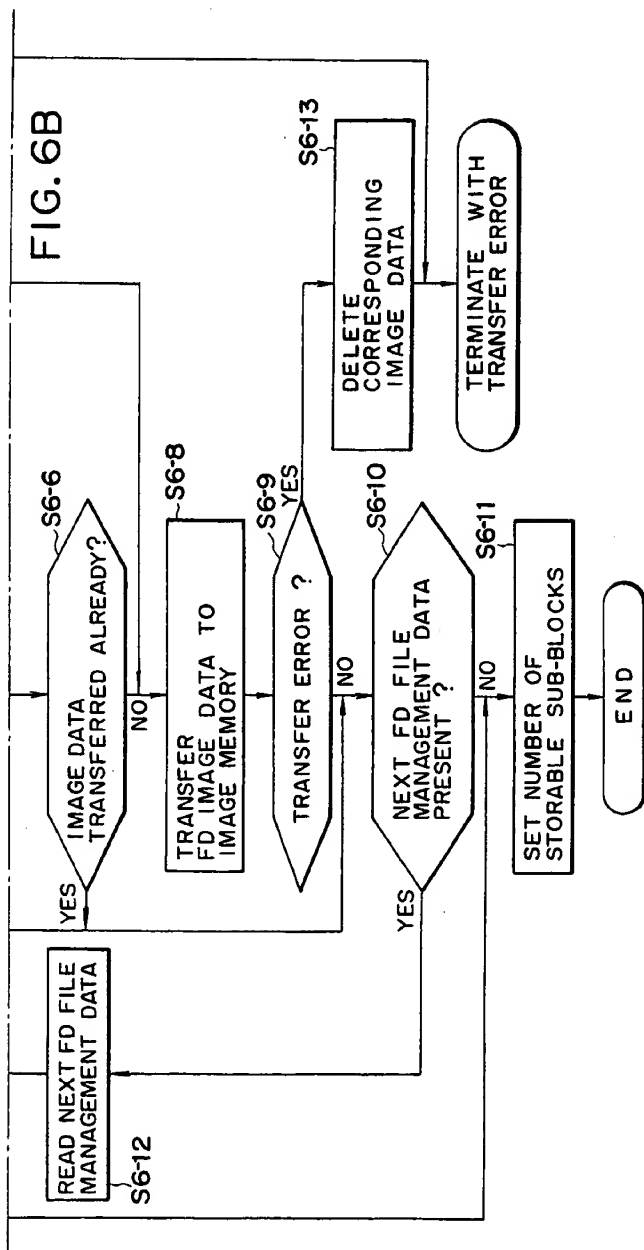 FIG. 6B
S6-6
IMAGE DATA
TRANSFERRED ALREADY?
YES
NO
S6-8
TRANSFER
FD IMAGE DATA TO
IMAGE MEMORY
S6-9
TRANSFER ERROR ?
YES
NO
S6-13
DELETE
CORRESPONDING
IMAGE DATA
TERMINATE WITH
TRANSFER ERROR
S6-10
NEXT FD FILE
MANAGEMENT DATA
PRESENT ?
YES
NO
READ NEXT FD FILE
MANAGEMENT DATA
S6-12
S6-11
SET NUMBER OF
STORABLE SUB-BLOCKS
END